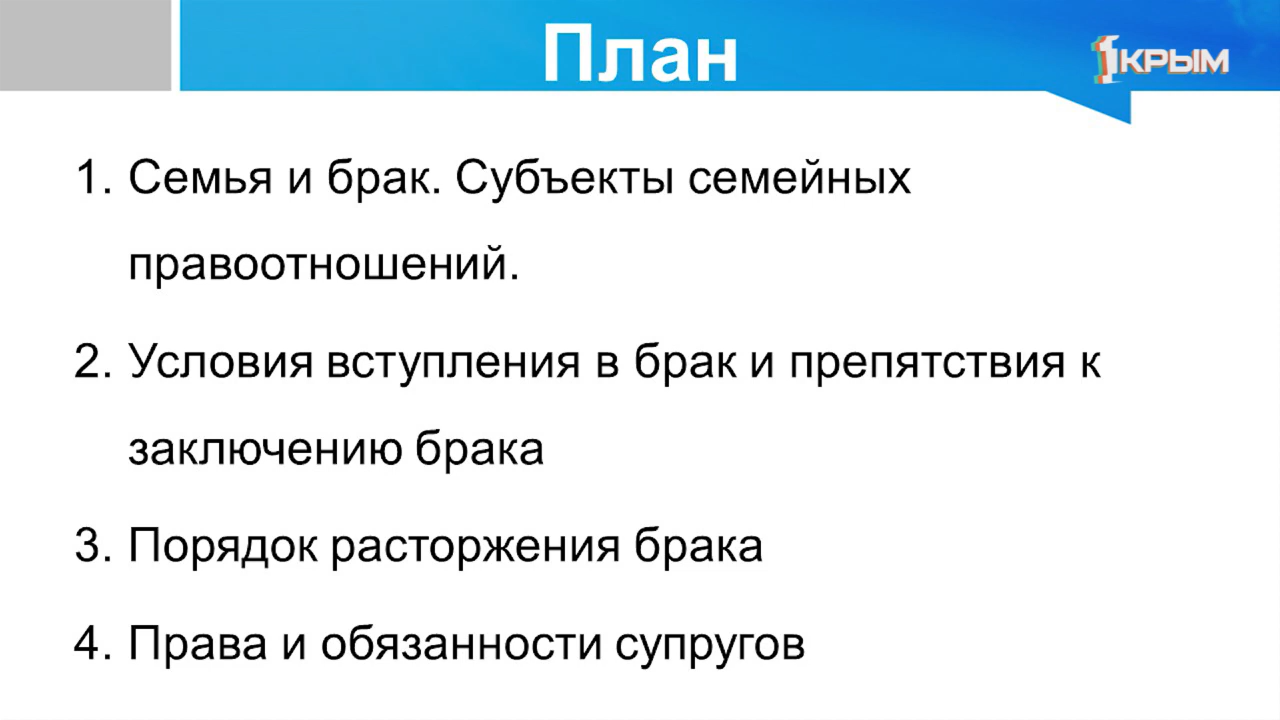 План
1КРЫМ
1. Семья и брак. Субъекты семейных
правоотношений.
2. Условия вступления в брак и препятствия к
заключению брака
3. Порядок расторжения брака
4. Права и обязанности супругов